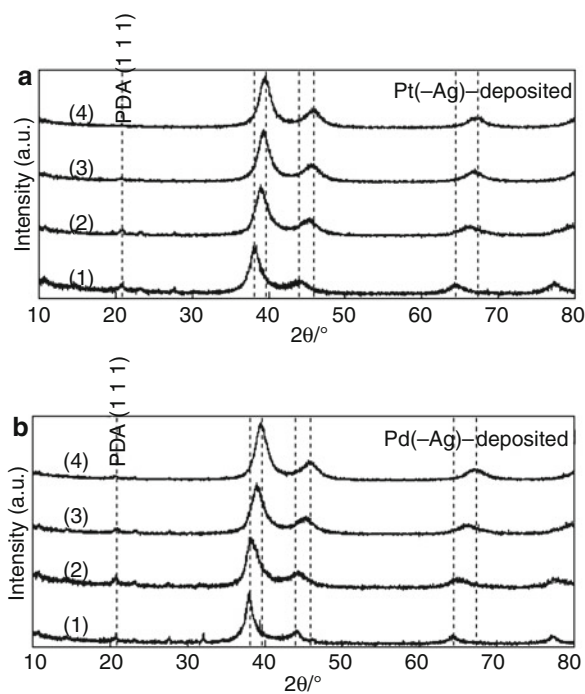 a
PDA (1 1 1)
Pt(–Ag)–deposited
(4)
(3)
(2)
(1)
Intensity (a.u.)
10 20 30 40 50 60 70 80
2θ/°
b
PDA (1 1 1)
Pd(–Ag)–deposited
(4)
(3)
(2)
(1)
Intensity (a.u.)
10 20 30 40 50 60 70 80
2θ/°